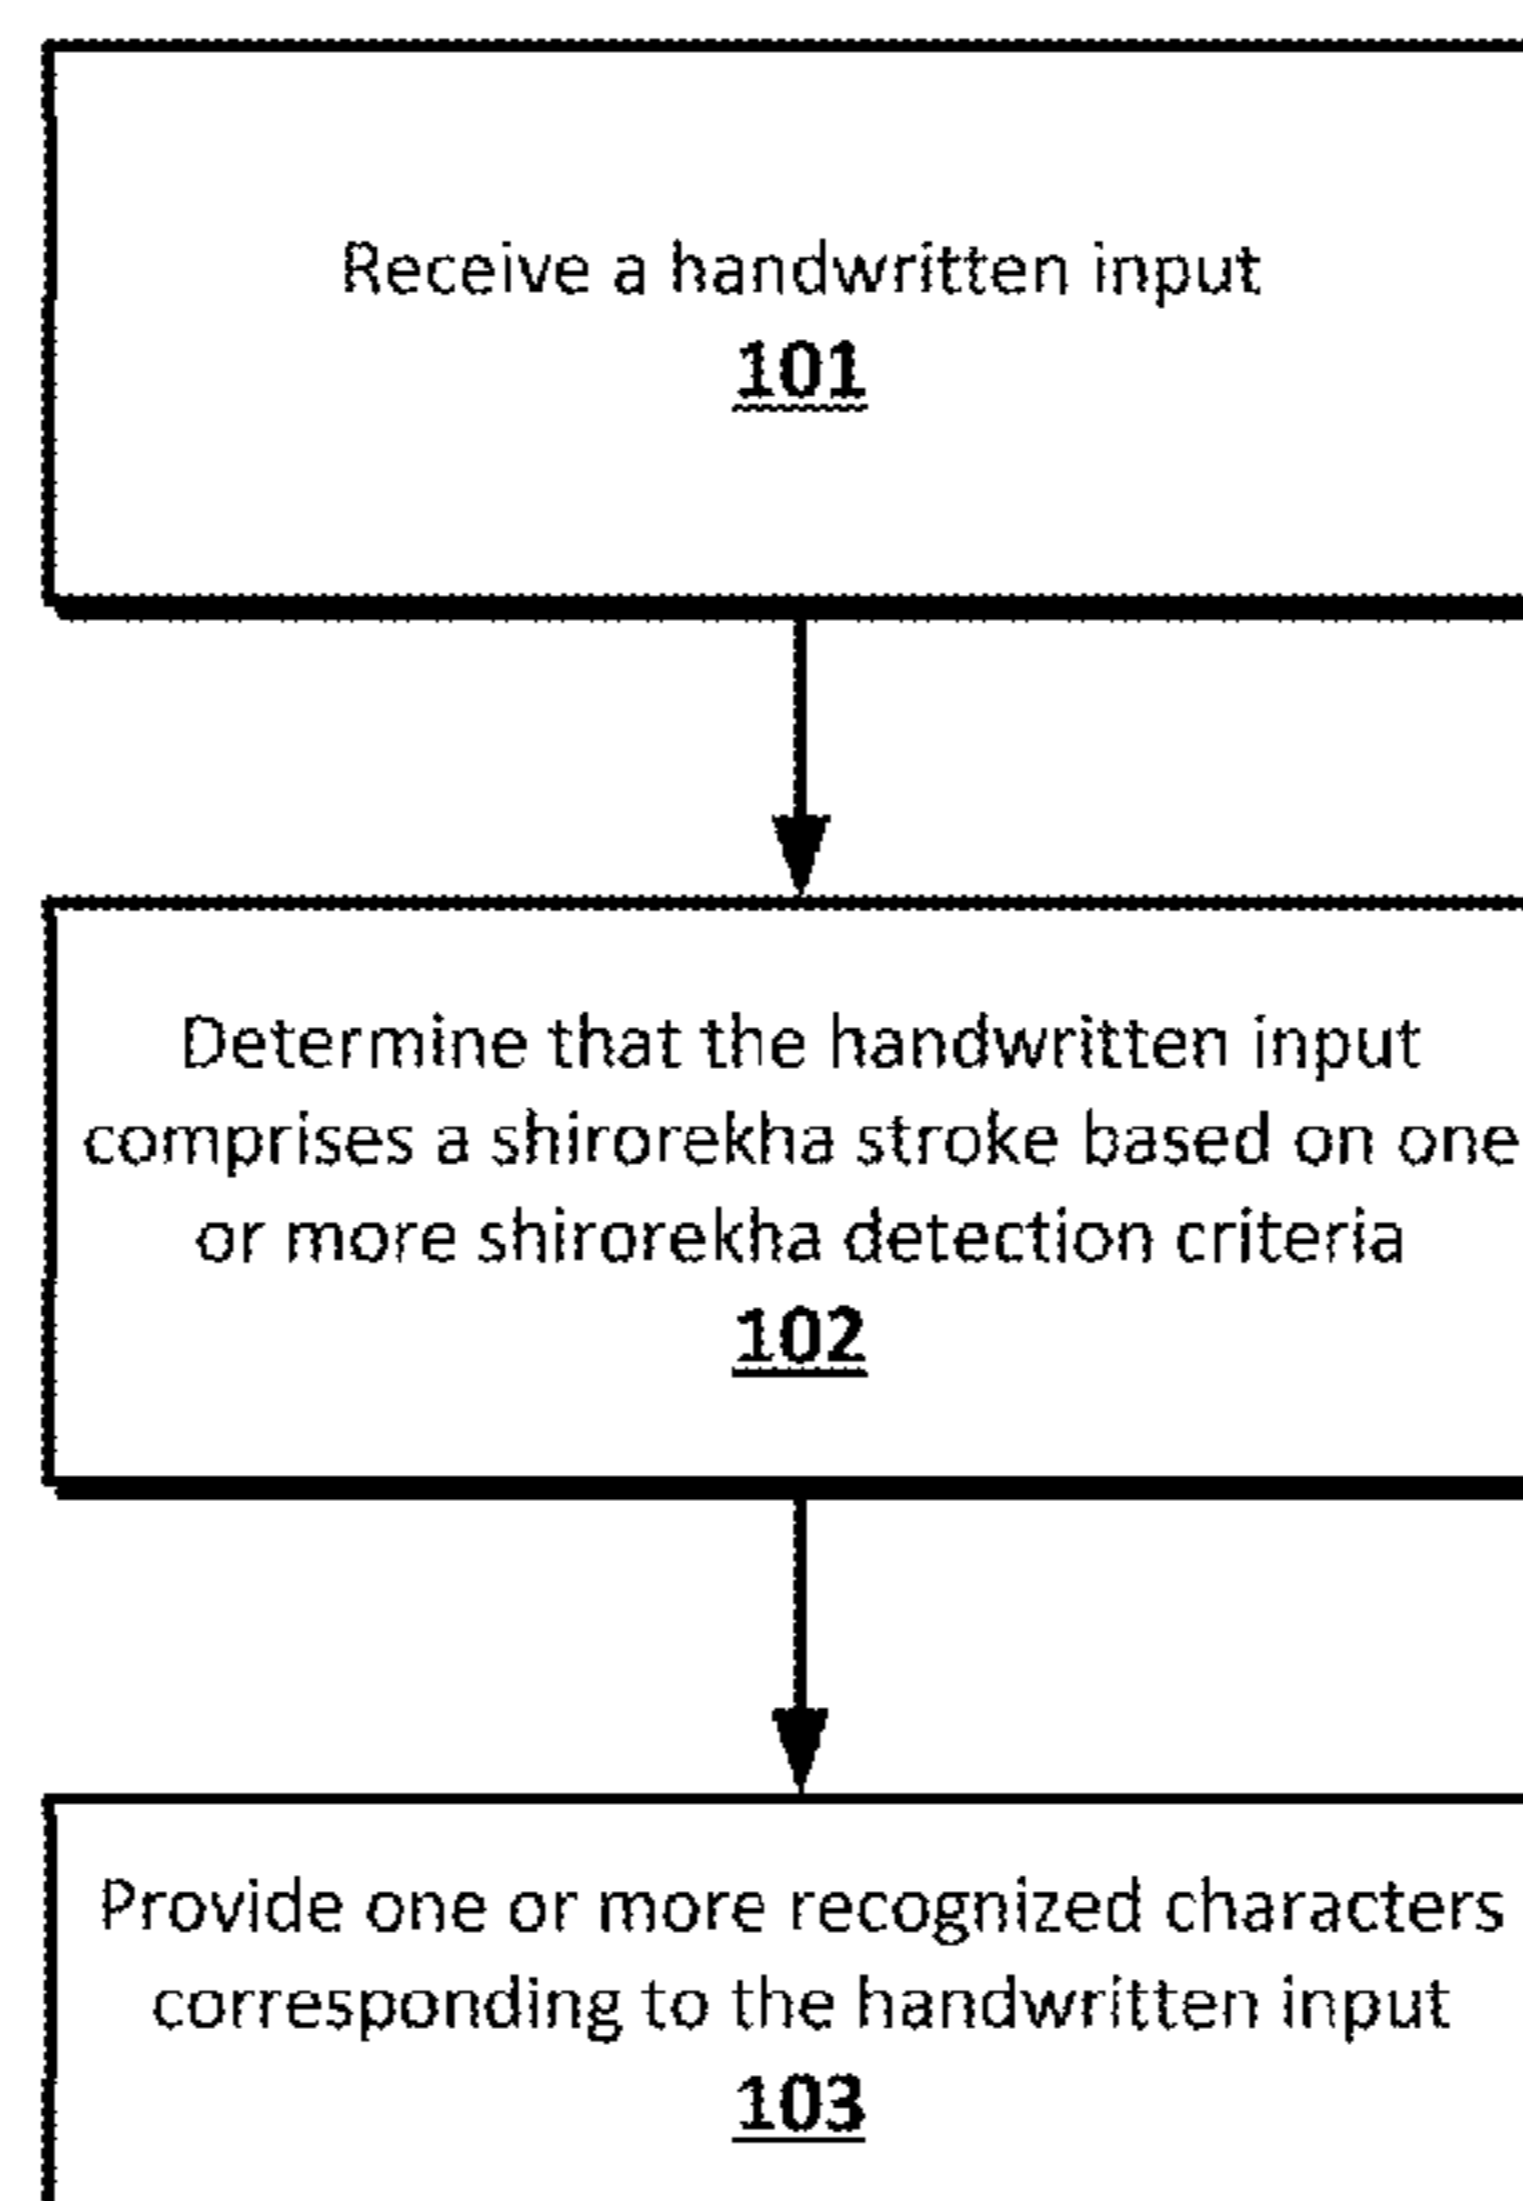 Receive a handwritten input
101
Determine that the handwritten input
comprises a shirorekha stroke based on one
or more shirorekha detection criteria
102
Provide one or more recognized characters
corresponding to the handwritten input
103